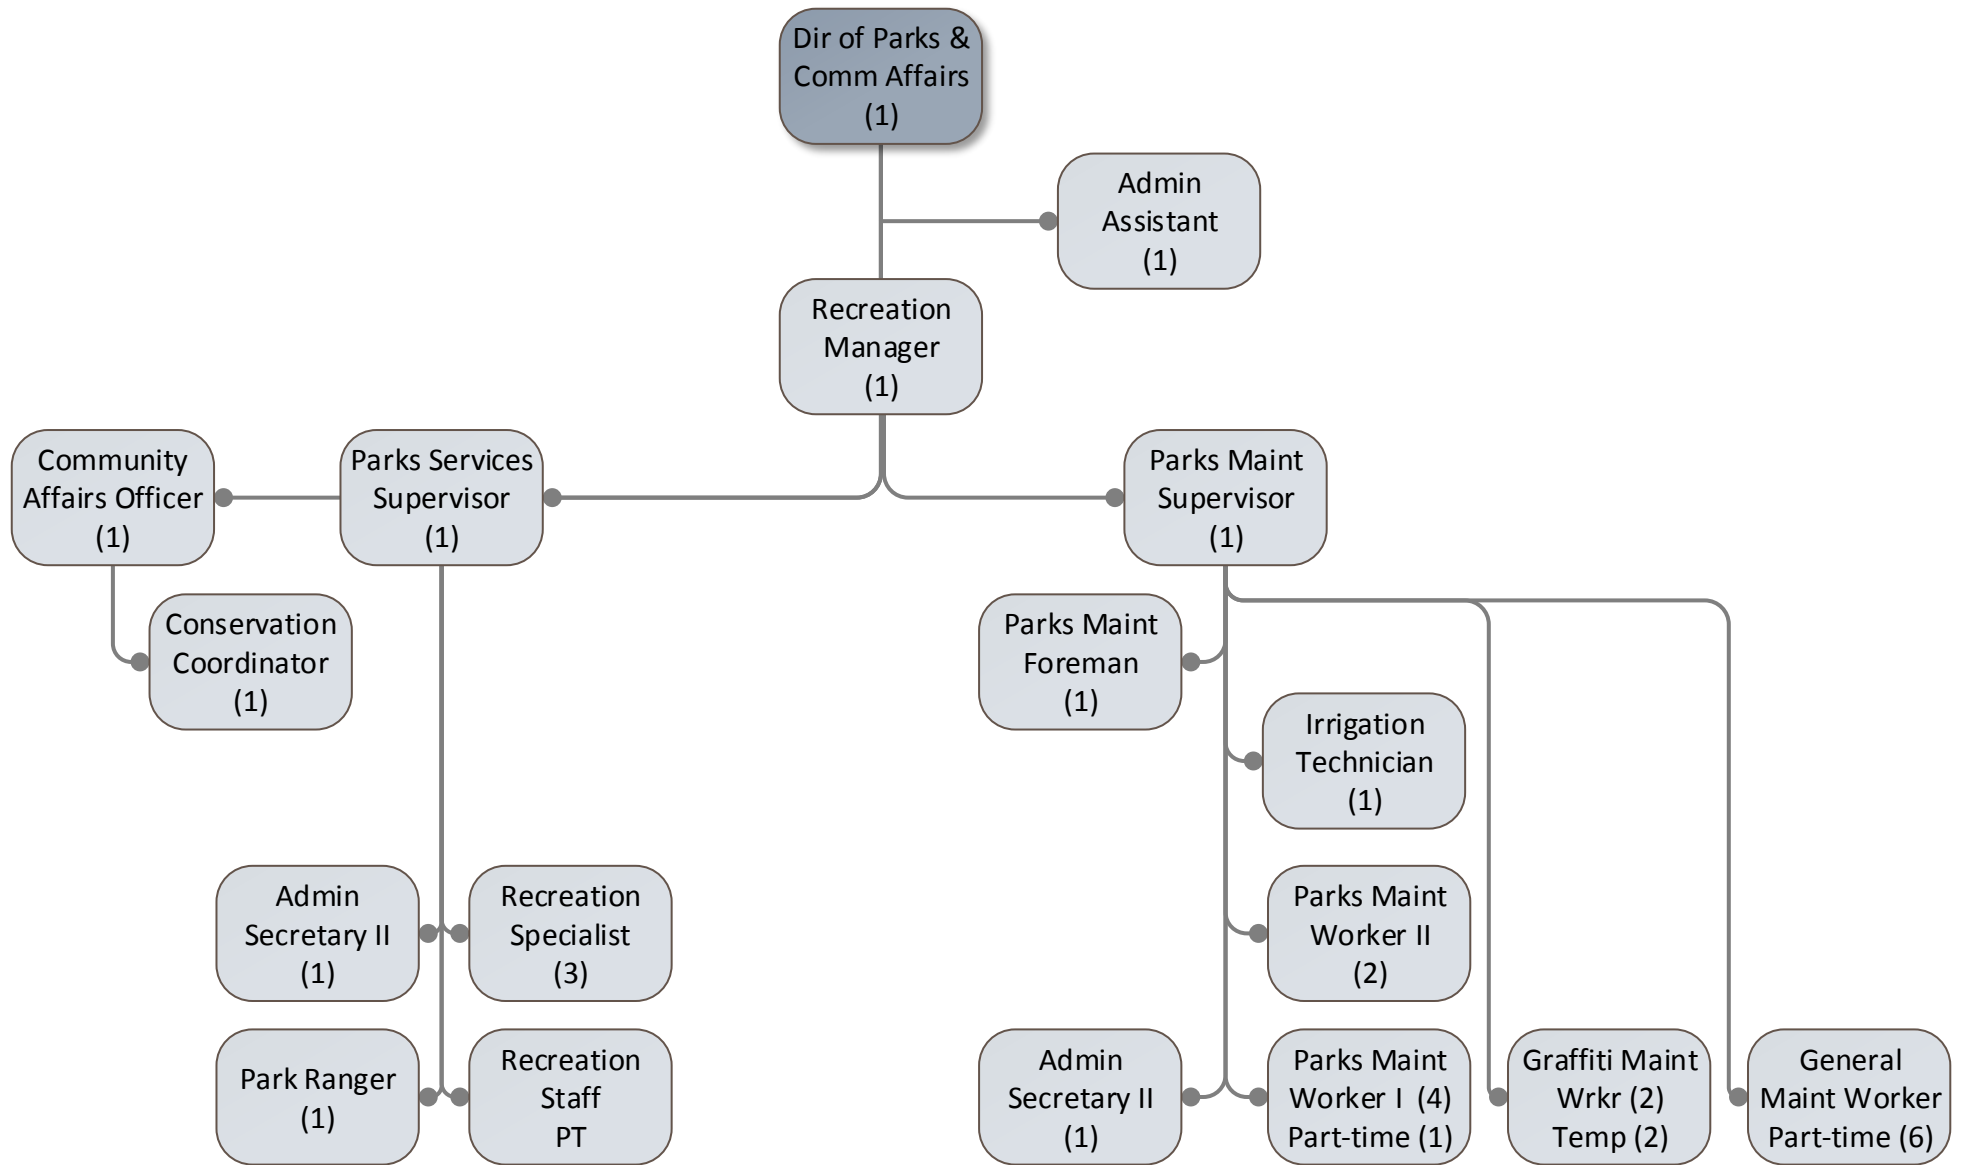 Dir of Parks &
Comm Affairs
(1)
Admin
Assistant
(1)
Recreation
Manager
(1)
Community
Affairs Officer
(1)
Parks Services
Supervisor
(1)
Parks Maint
Supervisor
(1)
Conservation
Coordinator
(1)
Parks Maint
Foreman
(1)
Irrigation
Technician
(1)
Admin
Secretary II
(1)
Recreation
Specialist
(3)
Parks Maint
Worker II
(2)
Park Ranger
(1)
Recreation
Staff
PT
Admin
Secretary II
(1)
Parks Maint
Worker I  (4)
Part-time (1)
Graffiti Maint
Wrkr (2)
Temp (2)
General
Maint Worker
Part-time (6)